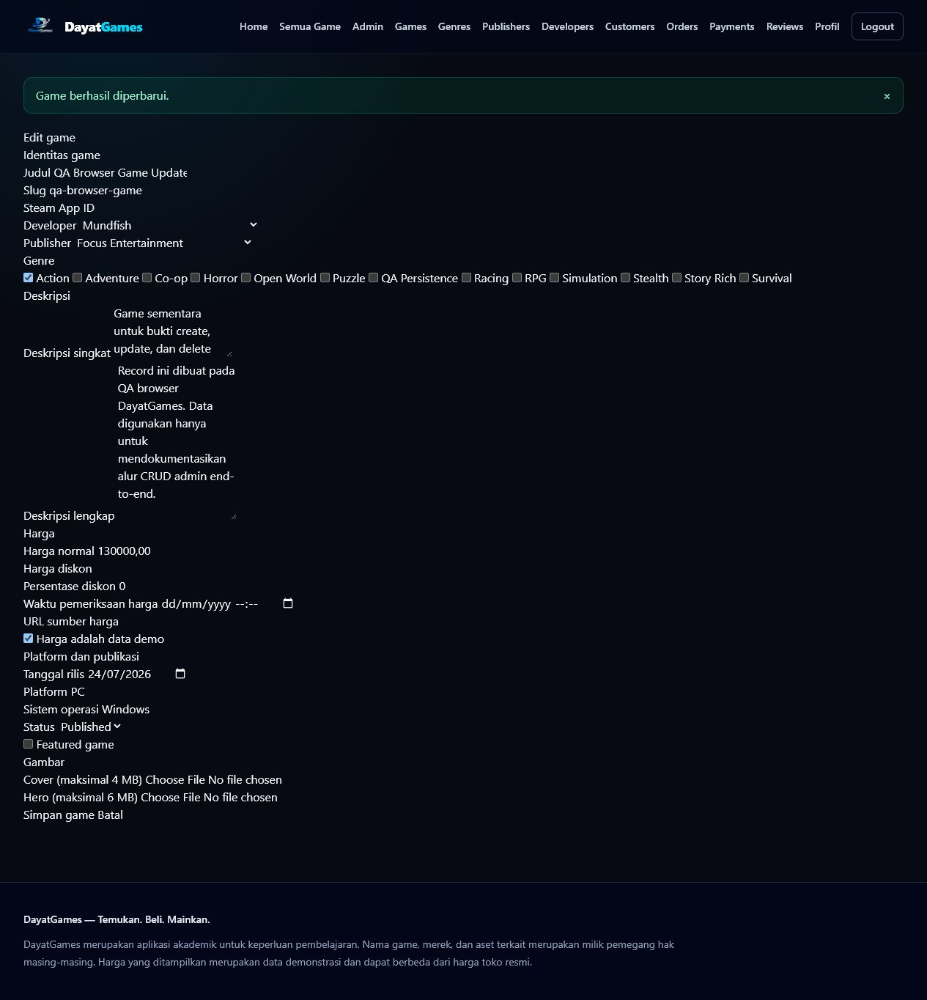 DayatGames
DayatGames Home Semua Game Admin Games Genres Publishers Developers Customers Orders Payments Reviews Profil Logout
Game berhasil diperbarui. ×
Edit game
Identitas game
Judul QA Browser Game Update
Slug qa-browser-game
Steam App ID
Developer Mundfish
Publisher Focus Entertainment
Genre
Action Adventure Co-op Horror Open World Puzzle QA Persistence Racing RPG Simulation Stealth Story Rich Survival
Deskripsi
Game sementara
untuk bukti create,
Deskripsi singkat update, dan delete
Record ini dibuat pada
QA browser
DayatGames. Data
digunakan hanya
untuk
mendokumentasikan
alur CRUD admin end-
to-end.
Deskripsi lengkap
Harga
Harga normal 130000,00
Harga diskon
Persentase diskon 0
Waktu pemeriksaan harga dd/mm/yyyy --:--
URL sumber harga
Harga adalah data demo
Platform dan publikasi
Tanggal rilis 24/07/2026
Platform PC
Sistem operasi Windows
Status Published
Featured game
Gambar
Cover (maksimal 4 MB) Choose File No file chosen
Hero (maksimal 6 MB) Choose File No file chosen
Simpan game Batal
DayatGames — Temukan. Beli. Mainkan.
DayatGames merupakan aplikasi akademik untuk keperluan pembelajaran. Nama game, merek, dan aset terkait merupakan milik pemegang hak
masing-masing. Harga yang ditampilkan merupakan data demonstrasi dan dapat berbeda dari harga toko resmi.